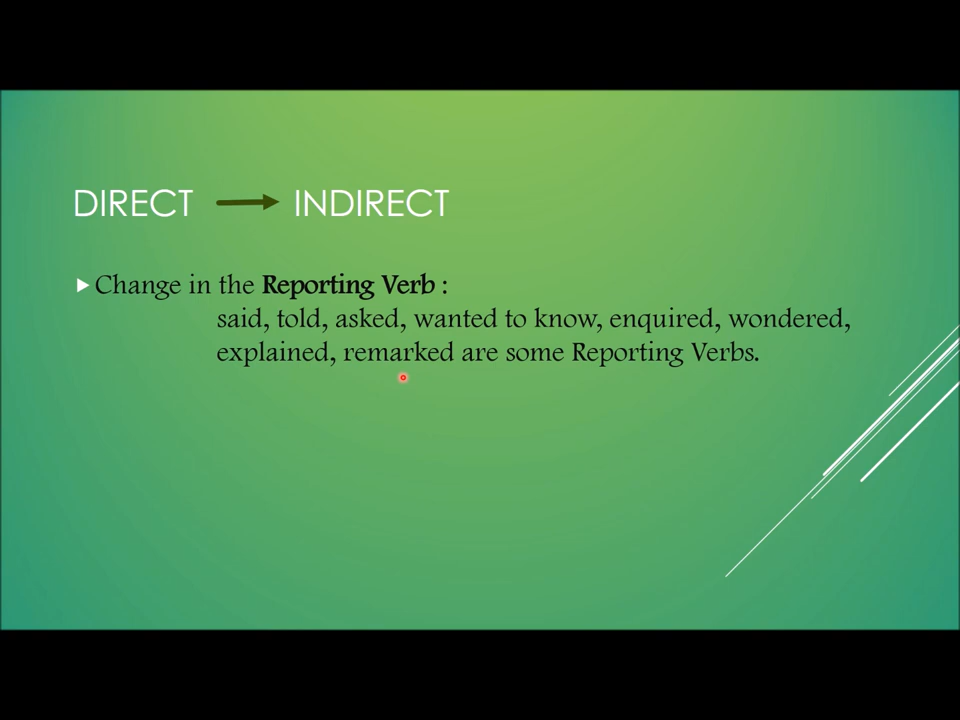 DIRECT INDIRECT
Change in the Reporting Verb :
said, told, asked, wanted to know, enquired, wondered,
explained, remarked are some Reporting Verbs.